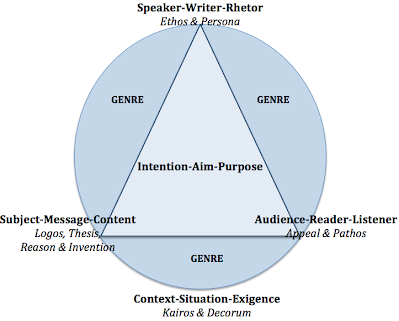 Speaker-Writer-Rhetor
Ethos & Persona
GENRE
GENRE
Intention-Aim-Purpose
Subject-Message-Content
Logos, Thesis,
Reason & Invention
Audience-Reader-Listener
Appeal & Pathos
GENRE
Context-Situation-Exigence
Kairos & Decorum